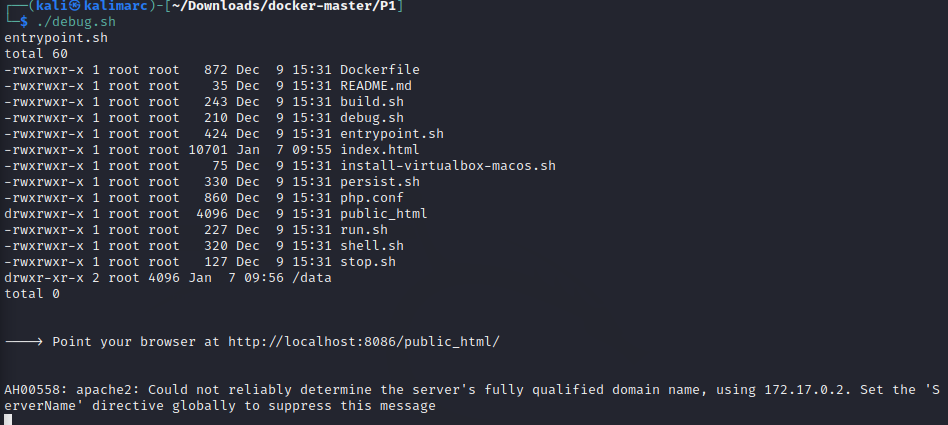 ┌──(kali㉿kalimarc)-[~/Downloads/docker-master/P1]
└─$ ./debug.sh
entrypoint.sh
total 60
-rwxrwxr-x 1 root root   872 Dec  9 15:31 Dockerfile
-rwxrwxr-x 1 root root    35 Dec  9 15:31 README.md
-rwxrwxr-x 1 root root   243 Dec  9 15:31 build.sh
-rwxrwxr-x 1 root root   210 Dec  9 15:31 debug.sh
-rwxrwxr-x 1 root root   424 Dec  9 15:31 entrypoint.sh
-rwxrwxr-x 1 root root 10701 Jan  7 09:55 index.html
-rwxrwxr-x 1 root root    75 Dec  9 15:31 install-virtualbox-macos.sh
-rwxrwxr-x 1 root root   330 Dec  9 15:31 persist.sh
-rwxrwxr-x 1 root root   860 Dec  9 15:31 php.conf
drwxrwxr-x 1 root root  4096 Dec  9 15:31 public_html
-rwxrwxr-x 1 root root   227 Dec  9 15:31 run.sh
-rwxrwxr-x 1 root root   320 Dec  9 15:31 shell.sh
-rwxrwxr-x 1 root root   127 Dec  9 15:31 stop.sh
drwxr-xr-x 2 root 4096 Jan  7 09:56 /data
total 0
----> Point your browser at http://localhost:8086/public_html/
AH00558: apache2: Could not reliably determine the server's fully qualified domain name, using 172.17.0.2. Set the 'S
erverName' directive globally to suppress this message